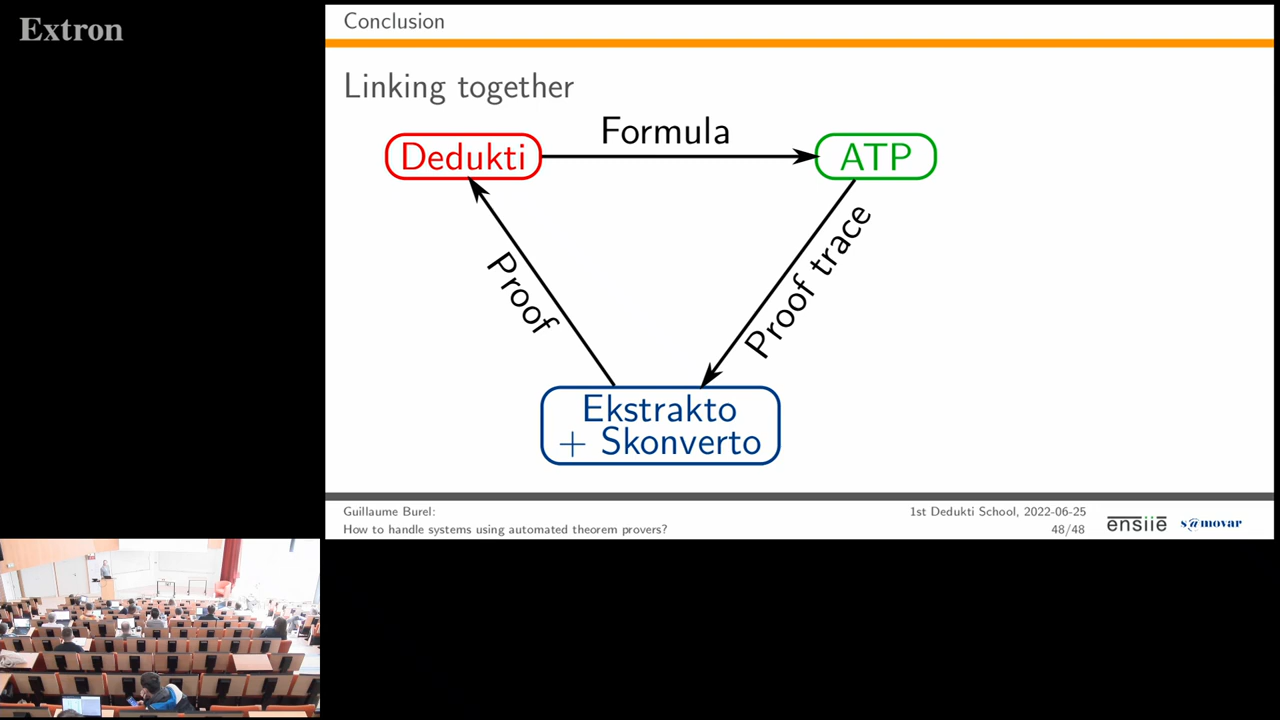 Extron
Conclusion
Linking together
Formula
Dedukti
ATP
Proof
Proof trace
Ekstrakto
+ Skonverto
Guillaume Burel:
How to handle systems using automated theorem provers?
1st Dedukti School, 2022-06-25
48/48
ensiie
s@movar